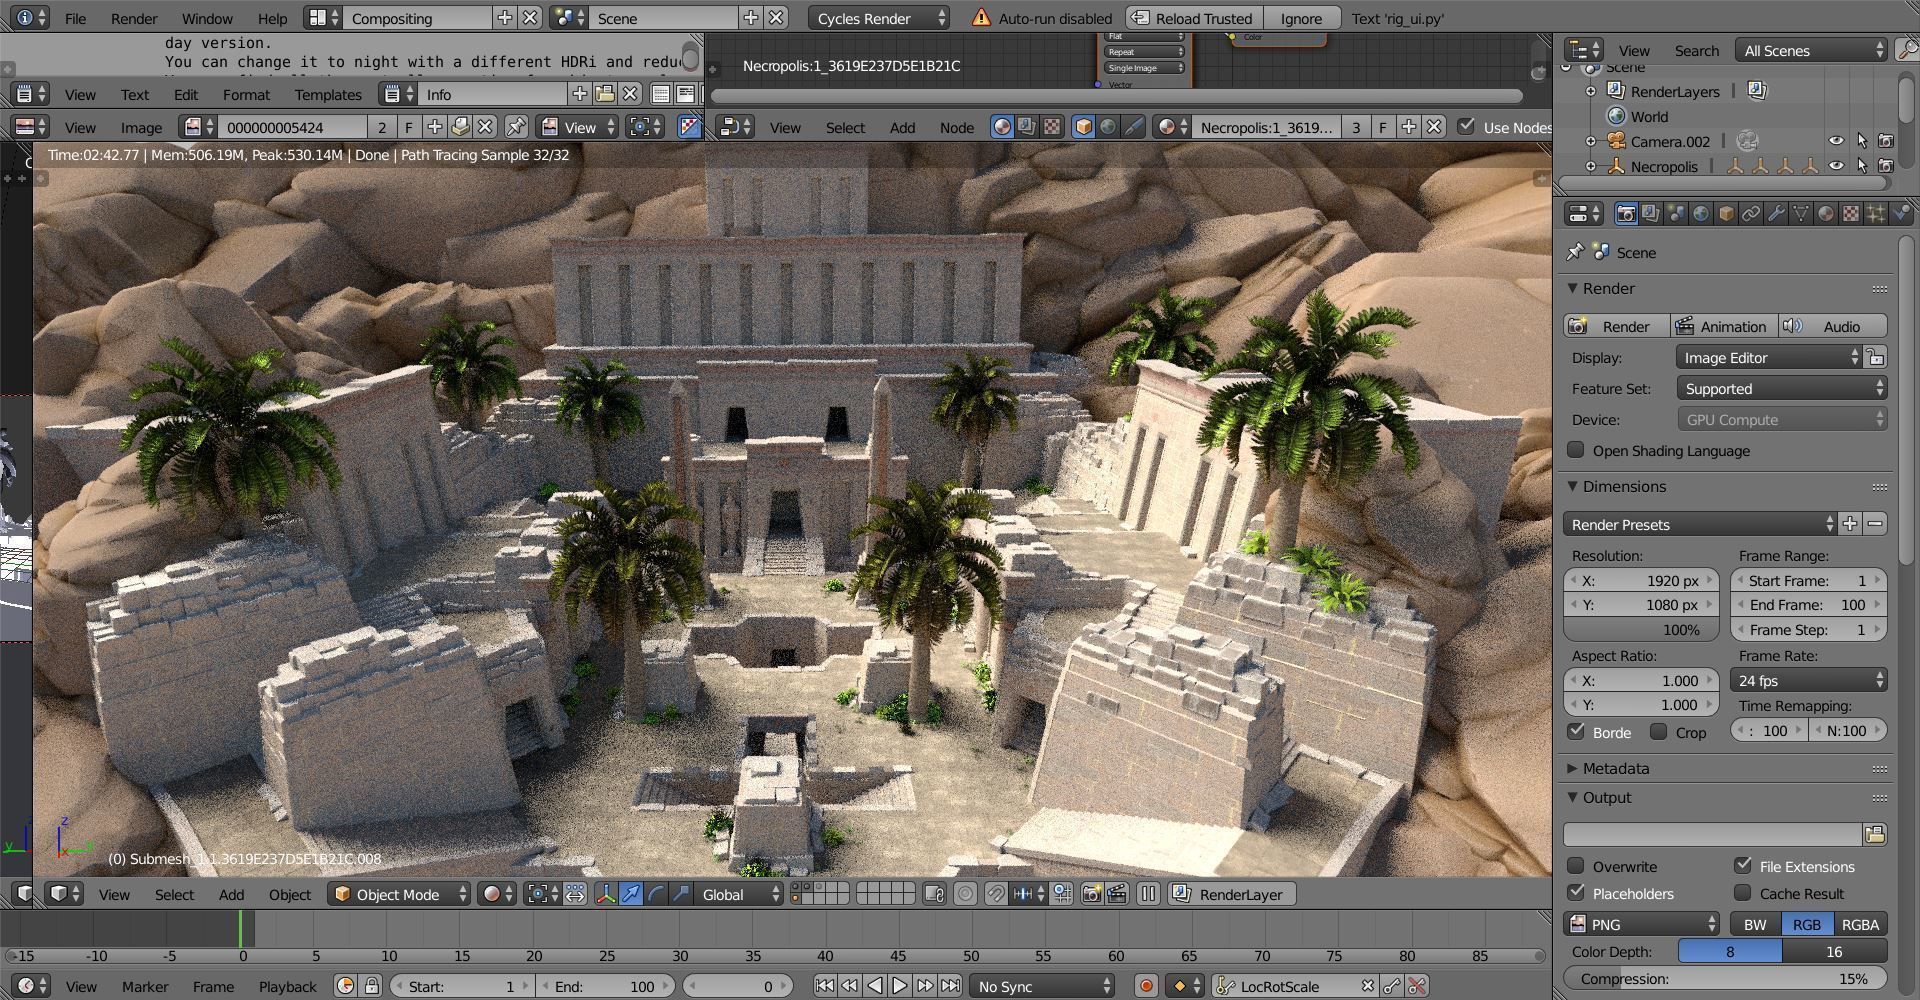 File Render Window Help Compositing Scene Cycles Render Auto-run disabled Reload Trusted Ignore Text 'rig_ui.py'
day version.
You can change it to night with a different HDRi and redu
View Text Edit Format Templates Info
View Image 000000005424 2 F View
Flat
Repeat
Single Image
Vector
Color
Necropolis:1_3619E237D5E1B21C
View Select Add Node Necropolis:1_3619... 3 F Use Nodes
View Search All Scenes
Scene
RenderLayers
World
Camera.002
Necropolis
Time:02:42.77 | Mem:506.19M, Peak:530.14M | Done | Path Tracing Sample 32/32
z
y
(0) Submesh_1.1.3619E237D5E1B21C.008
View Select Add Object Object Mode Global RenderLayer
Scene
Render
Render Animation Audio
Display: Image Editor
Feature Set: Supported
Device: GPU Compute
Open Shading Language
Dimensions
Render Presets
Resolution: Frame Range:
X: 1920 px Start Frame: 1
Y: 1080 px End Frame: 100
100% Frame Step: 1
Aspect Ratio: Frame Rate:
X: 1.000 24 fps
Y: 1.000 Time Remapping:
Borde Crop : 100 N:100
Metadata
Output
Overwrite File Extensions
Placeholders Cache Result
PNG BW RGB RGBA
Color Depth: 8 16
Compression: 15%
-15 -10 -5 0 5 10 15 20 25 30 35 40 45 50 55 60 65 70 75 80 85
View Marker Frame Playback Start: 1 End: 100 0 No Sync LocRotScale